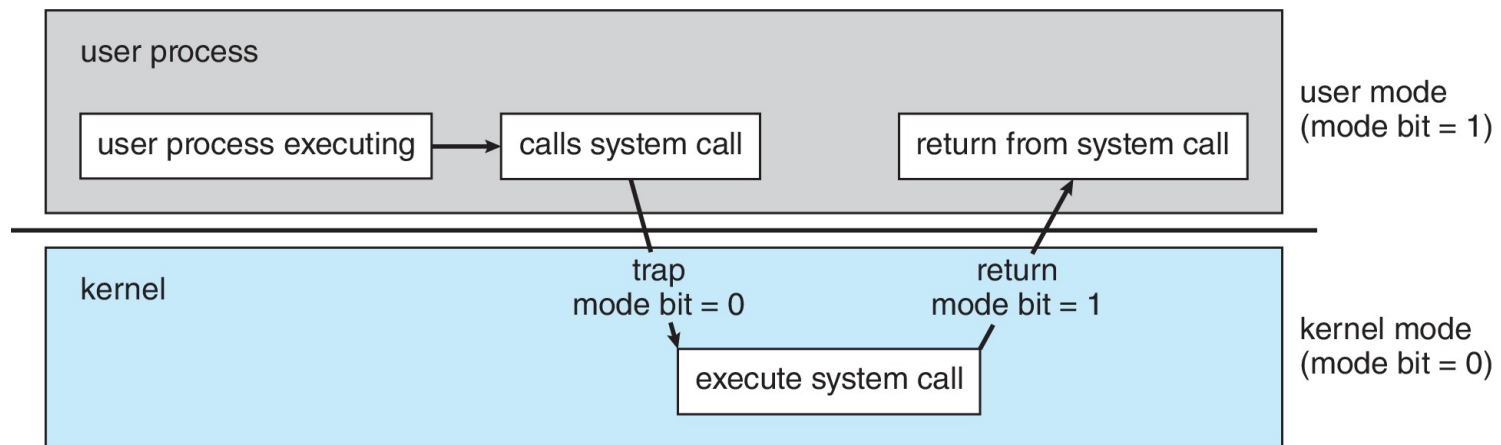 user process
user process executing
calls system call
return from system call
user mode
(mode bit = 1)
kernel
trap
mode bit = 0
return
mode bit = 1
execute system call
kernel mode
(mode bit = 0)